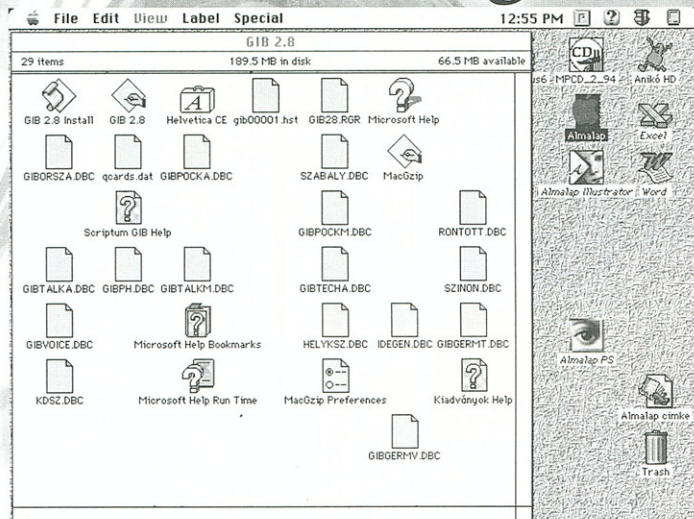 File Edit View Label Special 12:55 PM
GIB 2.8
29 items 189.5 MB in disk 66.5 MB available
us6 - MPCD_2_94 - Anikó HD
GIB 2.8 Install GIB 2.8 Helvetica CE gib00001.hst GIB28.RGR Microsoft Help
Almalap Excel
GIBORSZA.DBC qcards.dat GIBPOCKA.DBC SZABALY.DBC MacGzip
Almalap Illustrator Word
Scriptum GIB Help GIBPOCKM.DBC RONTOTT.DBC
GIBTALKA.DBC GIBPH.DBC GIBTALKM.DBC GIBTECHA.DBC SZINON.DBC
GIBVOICE.DBC Microsoft Help Bookmarks HELYKSZ.DBC IDEGEN.DBC GIBGERMT.DBC
Almalap PS
KDSZ.DBC Microsoft Help Run Time MacGzip Preferences Kiadványok Help
Almalap címke
GIBGERMV.DBC
Trash